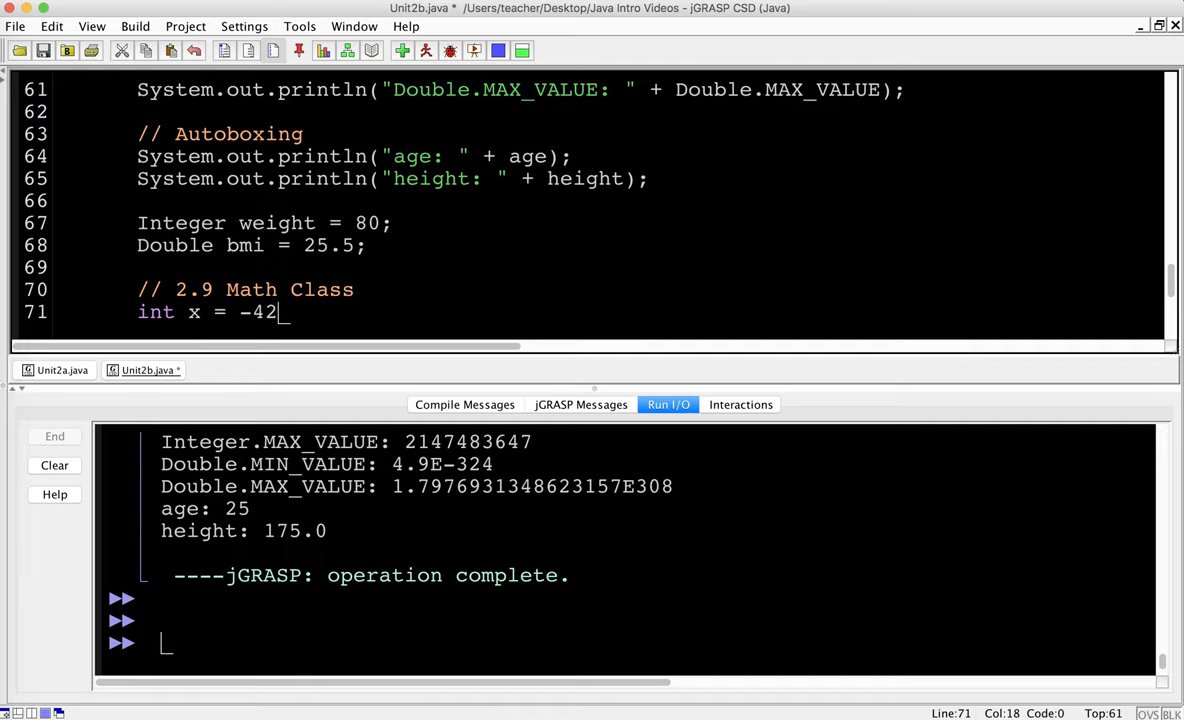 Unit2b.java * /Users/teacher/Desktop/Java Intro Videos - jGRASP CSD (Java)
File Edit View Build Project Settings Tools Window Help
61 System.out.println("Double.MAX_VALUE: " + Double.MAX_VALUE);
62
63 // Autoboxing
64 System.out.println("age: " + age);
65 System.out.println("height: " + height);
66
67 Integer weight = 80;
68 Double bmi = 25.5;
69
70 // 2.9 Math Class
71 int x = -42
Unit2a.java Unit2b.java *
Compile Messages jGRASP Messages Run I/O Interactions
End
Clear
Help
Integer.MAX_VALUE: 2147483647
Double.MIN_VALUE: 4.9E-324
Double.MAX_VALUE: 1.7976931348623157E308
age: 25
height: 175.0
----jGRASP: operation complete.
Line:71 Col:18 Code:0 Top:61 OVS BLK